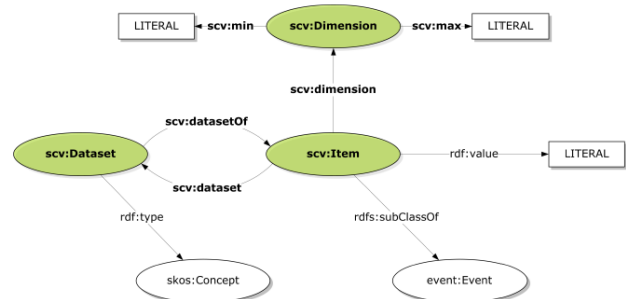 LITERAL
scv:min
scv:Dimension
scv:max
LITERAL
scv:dimension
scv:datasetOf
scv:Dataset
scv:Item
rdf:value
LITERAL
scv:dataset
rdf:type
rdfs:subClassOf
skos:Concept
event:Event